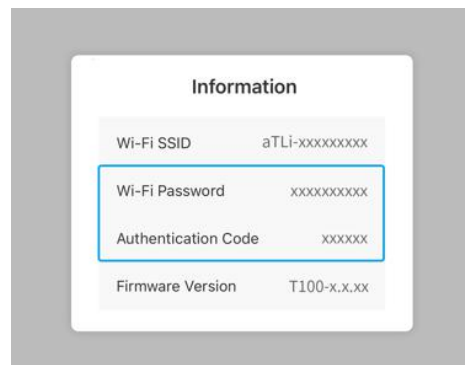 Information
Wi-Fi SSID aTLi-xxxxxxxxx
Wi-Fi Password xxxxxxxxxx
Authentication Code xxxxxx
Firmware Version T100-x.x.xx